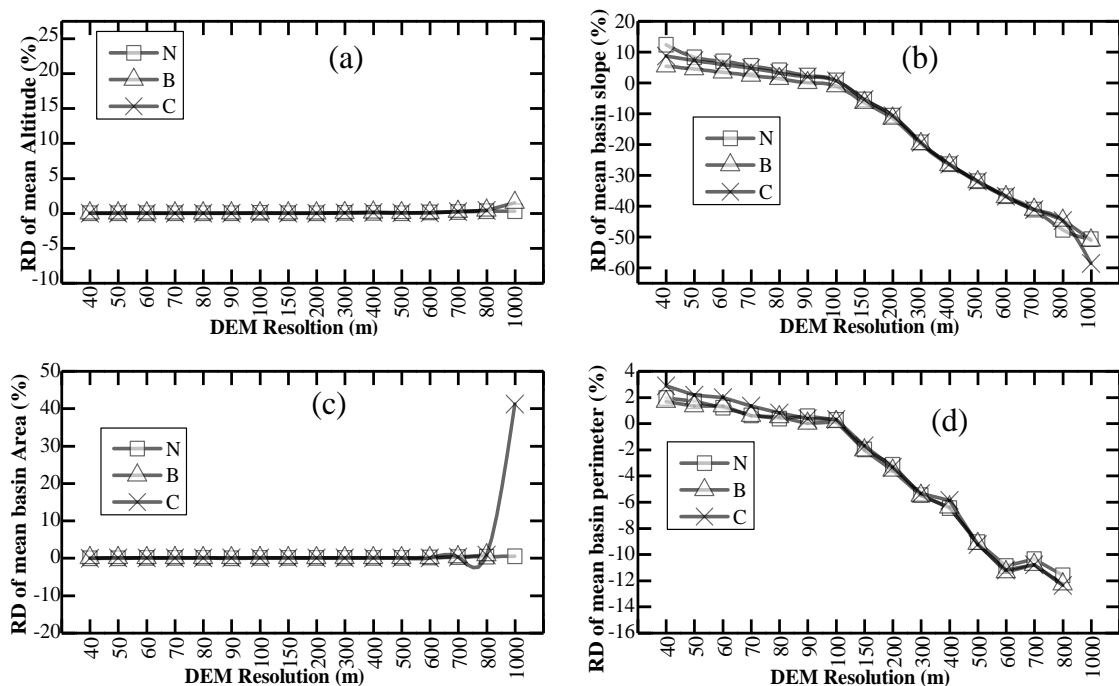 RD of mean Altitude (%)
25
20
15
10
5
0
-5
-10
N
B
C
(a)
40 50 60 70 80 90 100 150 200 300 400 500 600 700 800 1000
DEM Resoltion (m)
RD of mean basin slope (%)
20
10
0
-10
-20
-30
-40
-50
-60
N
B
C
(b)
40 50 60 70 80 90 100 150 200 300 400 500 600 700 800 1000
DEM Resolution (m)
RD of mean basin Area (%)
50
40
30
20
10
0
-10
-20
N
B
C
(c)
40 50 60 70 80 90 100 150 200 300 400 500 600 700 800 1000
DEM Resolution (m)
RD of mean basin perimeter (%)
4
2
0
-2
-4
-6
-8
-10
-12
-14
-16
N
B
C
(d)
40 50 60 70 80 90 100 150 200 300 400 500 600 700 800 1000
DEM Resolution (m)